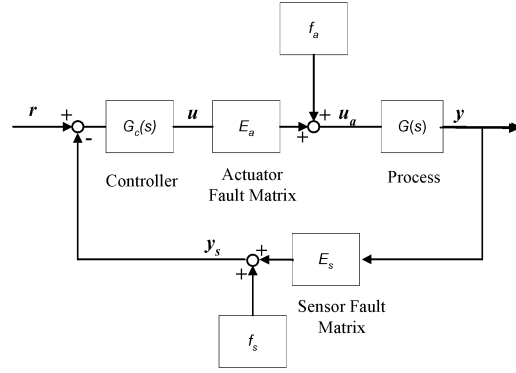 f_a
r
+
-
G_c(s)
u
E_a
+
+
u_a
G(s)
y
Controller
Actuator
Fault Matrix
Process
y_s
+
+
E_s
Sensor Fault
Matrix
f_s